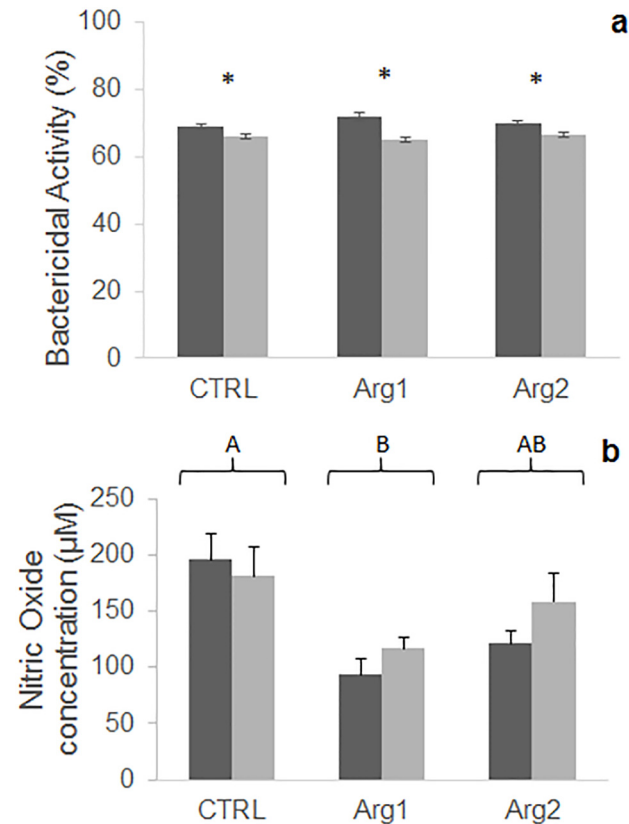 a
Bactericidal Activity (%)
100
80
60
40
20
0
* * *
CTRL Arg1 Arg2
b
A B AB
Nitric Oxide
concentration (µM)
250
200
150
100
50
0
CTRL Arg1 Arg2